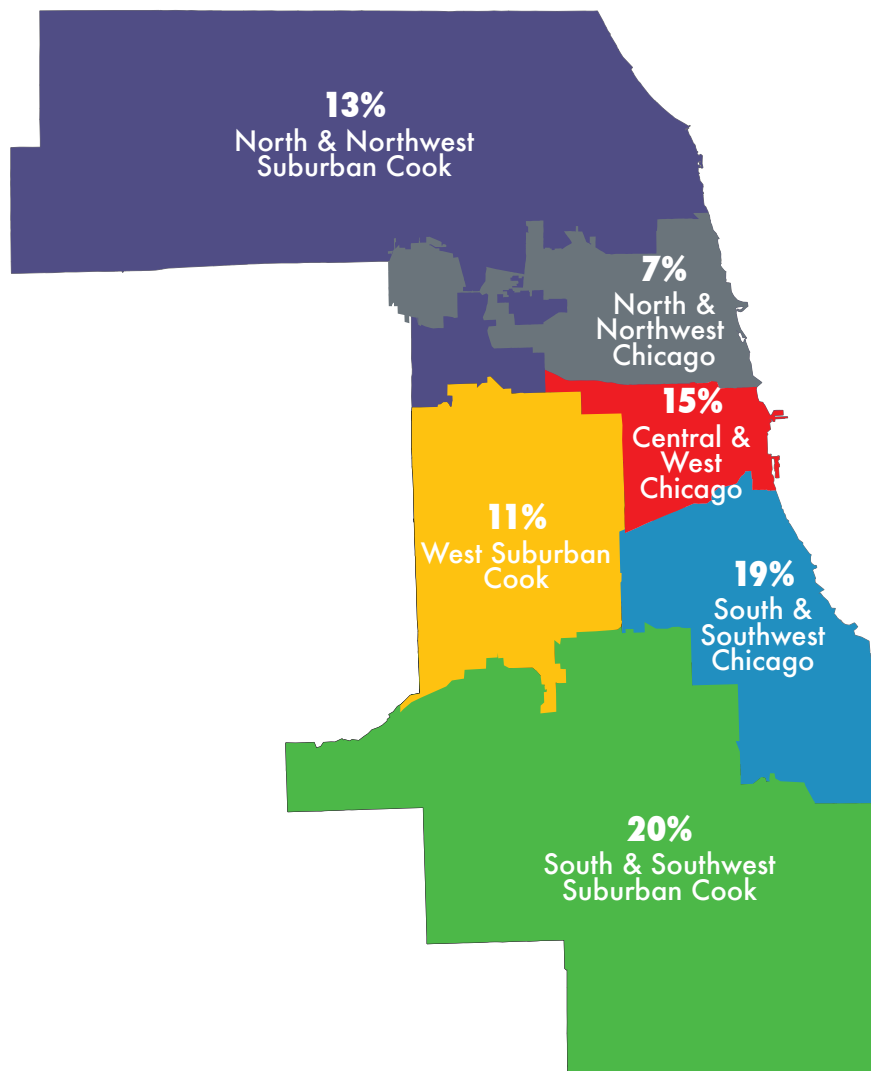 13%
North & Northwest
Suburban Cook
7%
North &
Northwest
Chicago
15%
Central &
West
Chicago
11%
West Suburban
Cook
19%
South &
Southwest
Chicago
20%
South & Southwest
Suburban Cook